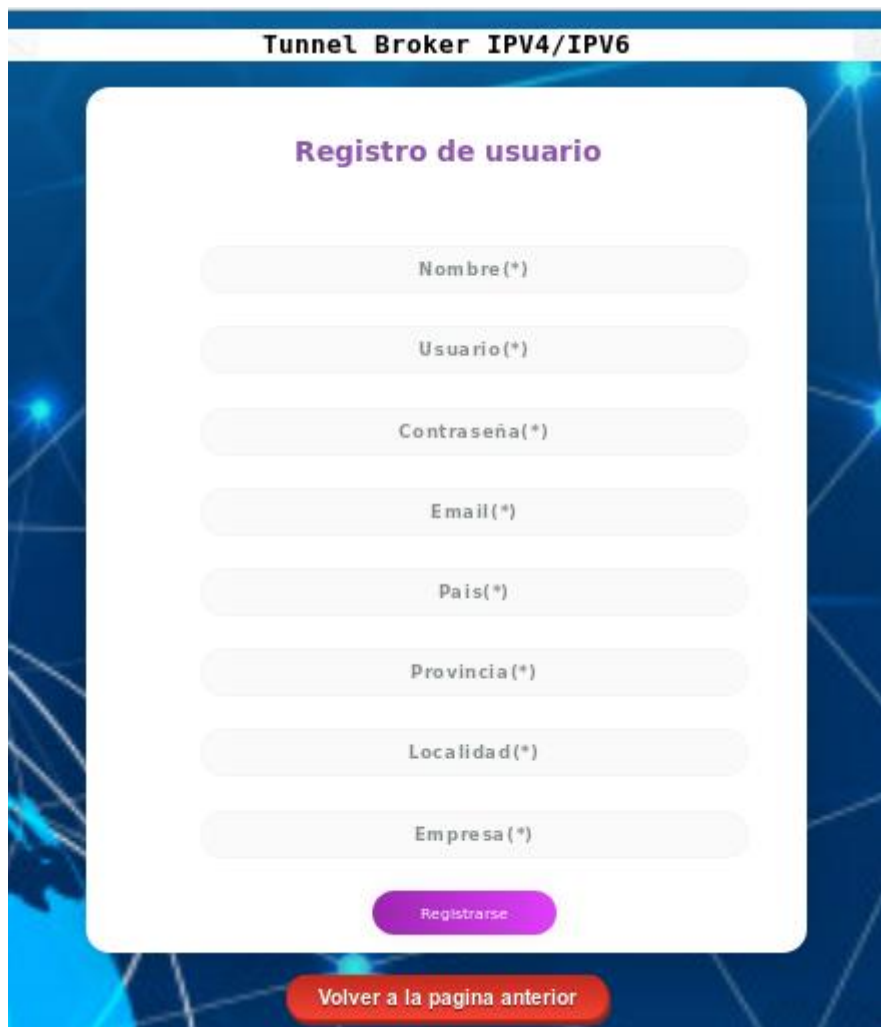 Tunnel Broker IPV4/IPV6
Registro de usuario
Nombre(*)
Usuario(*)
Contraseña(*)
Email(*)
Pais(*)
Provincia(*)
Localidad(*)
Empresa(*)
Registrarse
Volver a la pagina anterior